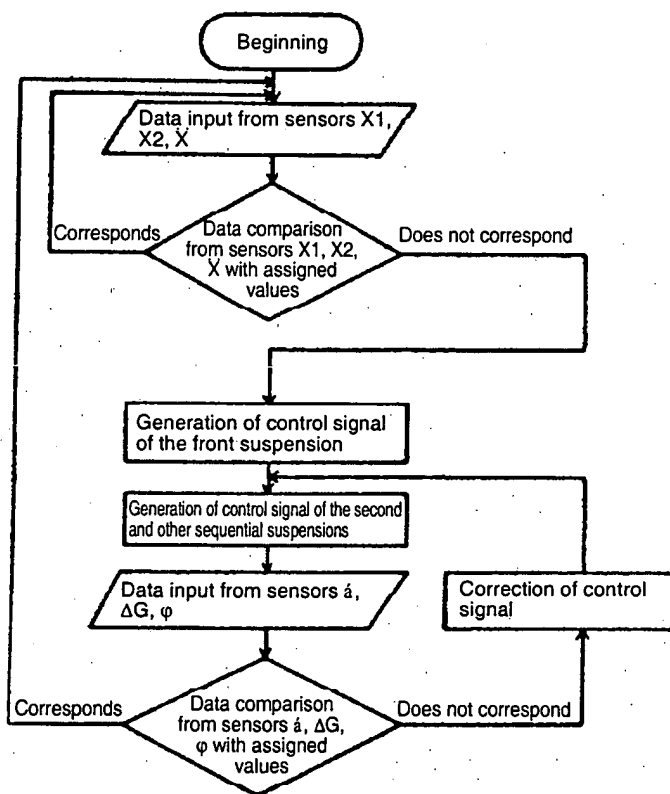 Beginning
Data input from sensors X1,
X2, X
Data comparison
from sensors X1, X2,
X with assigned
values
Corresponds
Does not correspond
Generation of control signal
of the front suspension
Generation of control signal of the second
and other sequential suspensions
Data input from sensors á,
ΔG, φ
Correction of control
signal
Data comparison
from sensors á, ΔG,
φ with assigned
values
Corresponds
Does not correspond